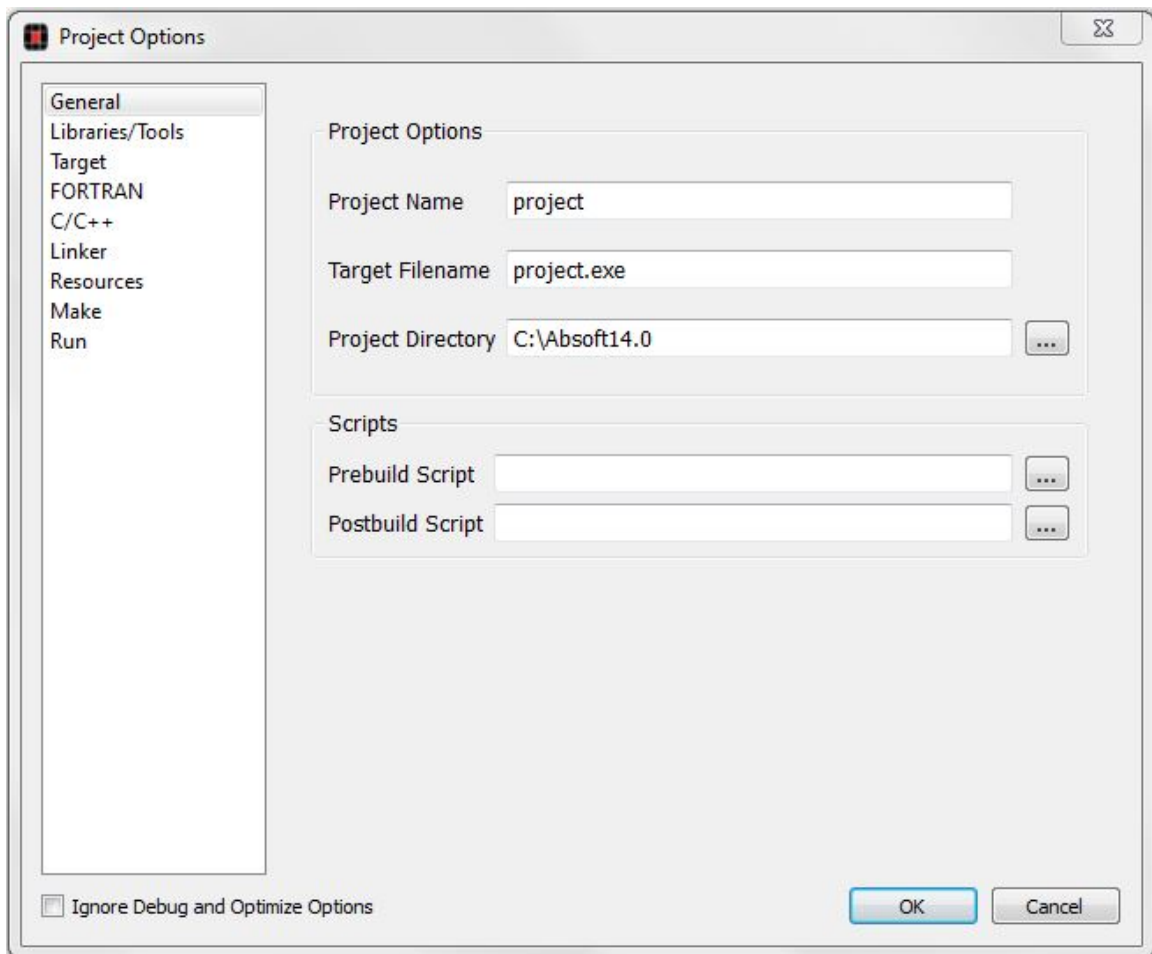 Project Options
General
Libraries/Tools
Target
FORTRAN
C/C++
Linker
Resources
Make
Run
Project Options
Project Name project
Target Filename project.exe
Project Directory C:\Absoft14.0 ...
Scripts
Prebuild Script ...
Postbuild Script ...
Ignore Debug and Optimize Options
OK Cancel